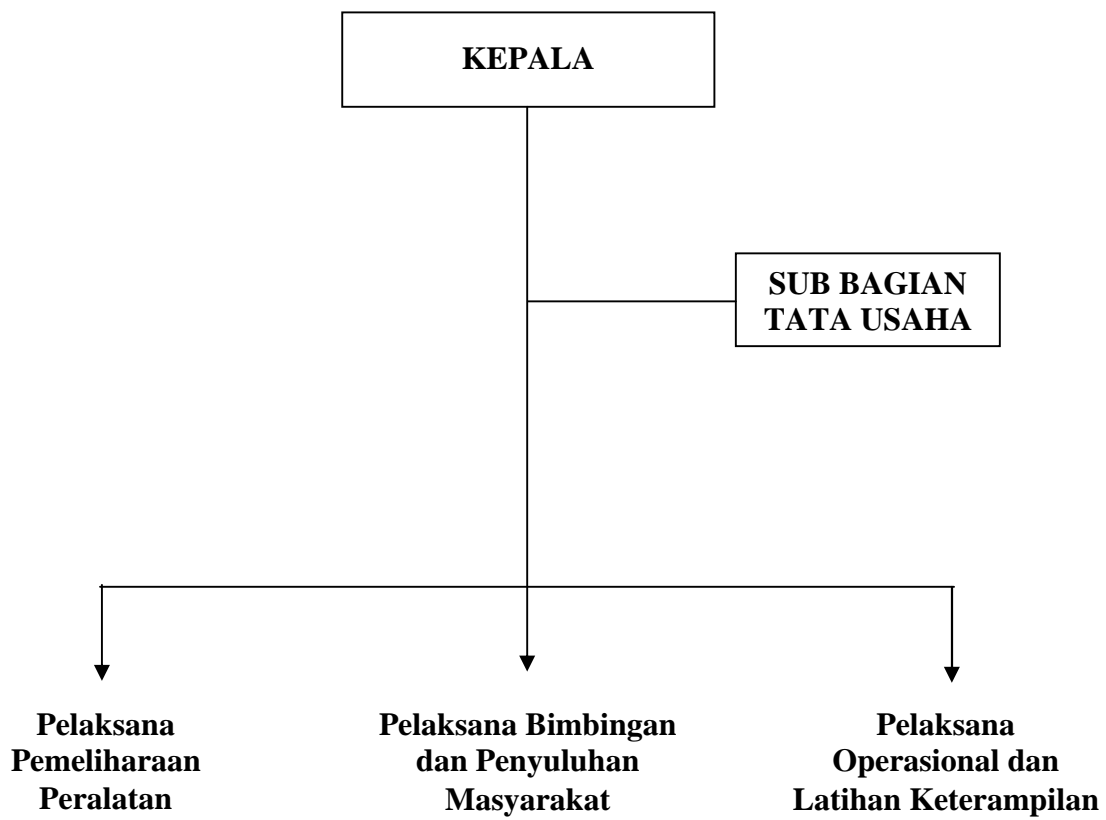 KEPALA
SUB BAGIAN
TATA USAHA
Pelaksana
Pemeliharaan
Peralatan
Pelaksana Bimbingan
dan Penyuluhan
Masyarakat
Pelaksana
Operasional dan
Latihan Keterampilan